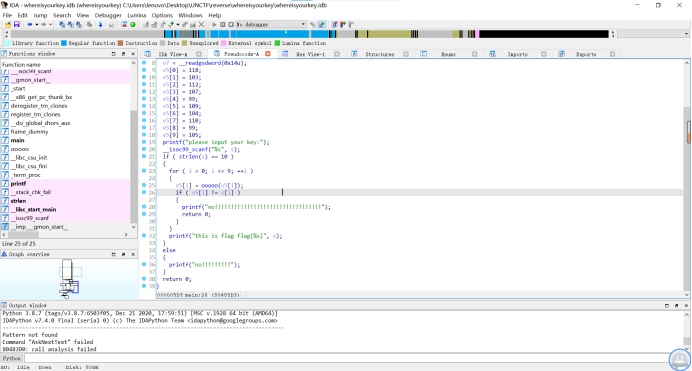 IDA - whereisyourkey.idb (whereisyourkey) C:\Users\lenovo\Desktop\UNCTF\reverse\whereisyourkey\whereisyourkey.idb
File Edit Jump Search View Debugger Lumina Options Windows Help
No debugger
Library function Regular function Instruction Data Unexplored External symbol Lumina function
Functions window
IDA View-A Pseudocode-A Hex View-1 Structures Enums Imports Exports
Function name
__isoc99_scanf
__gmon_start__
_start
__x86_get_pc_thunk_bx
deregister_tm_clones
register_tm_clones
__do_global_dtors_aux
frame_dummy
main
ooooo
__libc_csu_init
__libc_csu_fini
_term_proc
printf
__stack_chk_fail
strlen
__libc_start_main
__isoc99_scanf
__imp___gmon_start__
Line 25 of 25
Graph overview
8 v7 = __readgsdword(0x14u);
9 v5[0] = 118;
10 v5[1] = 103;
11 v5[2] = 112;
12 v5[3] = 107;
13 v5[4] = 99;
14 v5[5] = 109;
15 v5[6] = 104;
16 v5[7] = 110;
17 v5[8] = 99;
18 v5[9] = 105;
19 printf("please input your key:");
20 __isoc99_scanf("%s", s);
21 if ( strlen(s) == 10 )
22 {
23 for ( i = 0; i <= 9; ++i )
24 {
25 v5[i] = ooooo(v5[i]);
26 if ( v5[i] != s[i] )
27 {
28 printf("no!!!!!!!!!!!!!!!!!!!!!!!!!!!!!!!!!");
29 return 0;
30 }
31 }
32 printf("this is flag flag{%s}", s);
33 }
34 else
35 {
36 printf("no!!!!!!!!!");
37 }
38 return 0;
39 }
000005D3 main:26 (80485D3)
Output window
Python 3.8.7 (tags/v3.8.7:6503f05, Dec 21 2020, 17:59:51) [MSC v.1928 64 bit (AMD64)]
IDAPython v7.4.0 final (serial 0) (c) The IDAPython Team <idapython@googlegroups.com>
Pattern not found
Command "AskNextText" failed
80483D0: call analysis failed
Python
AU: idle Down Disk: 90GB